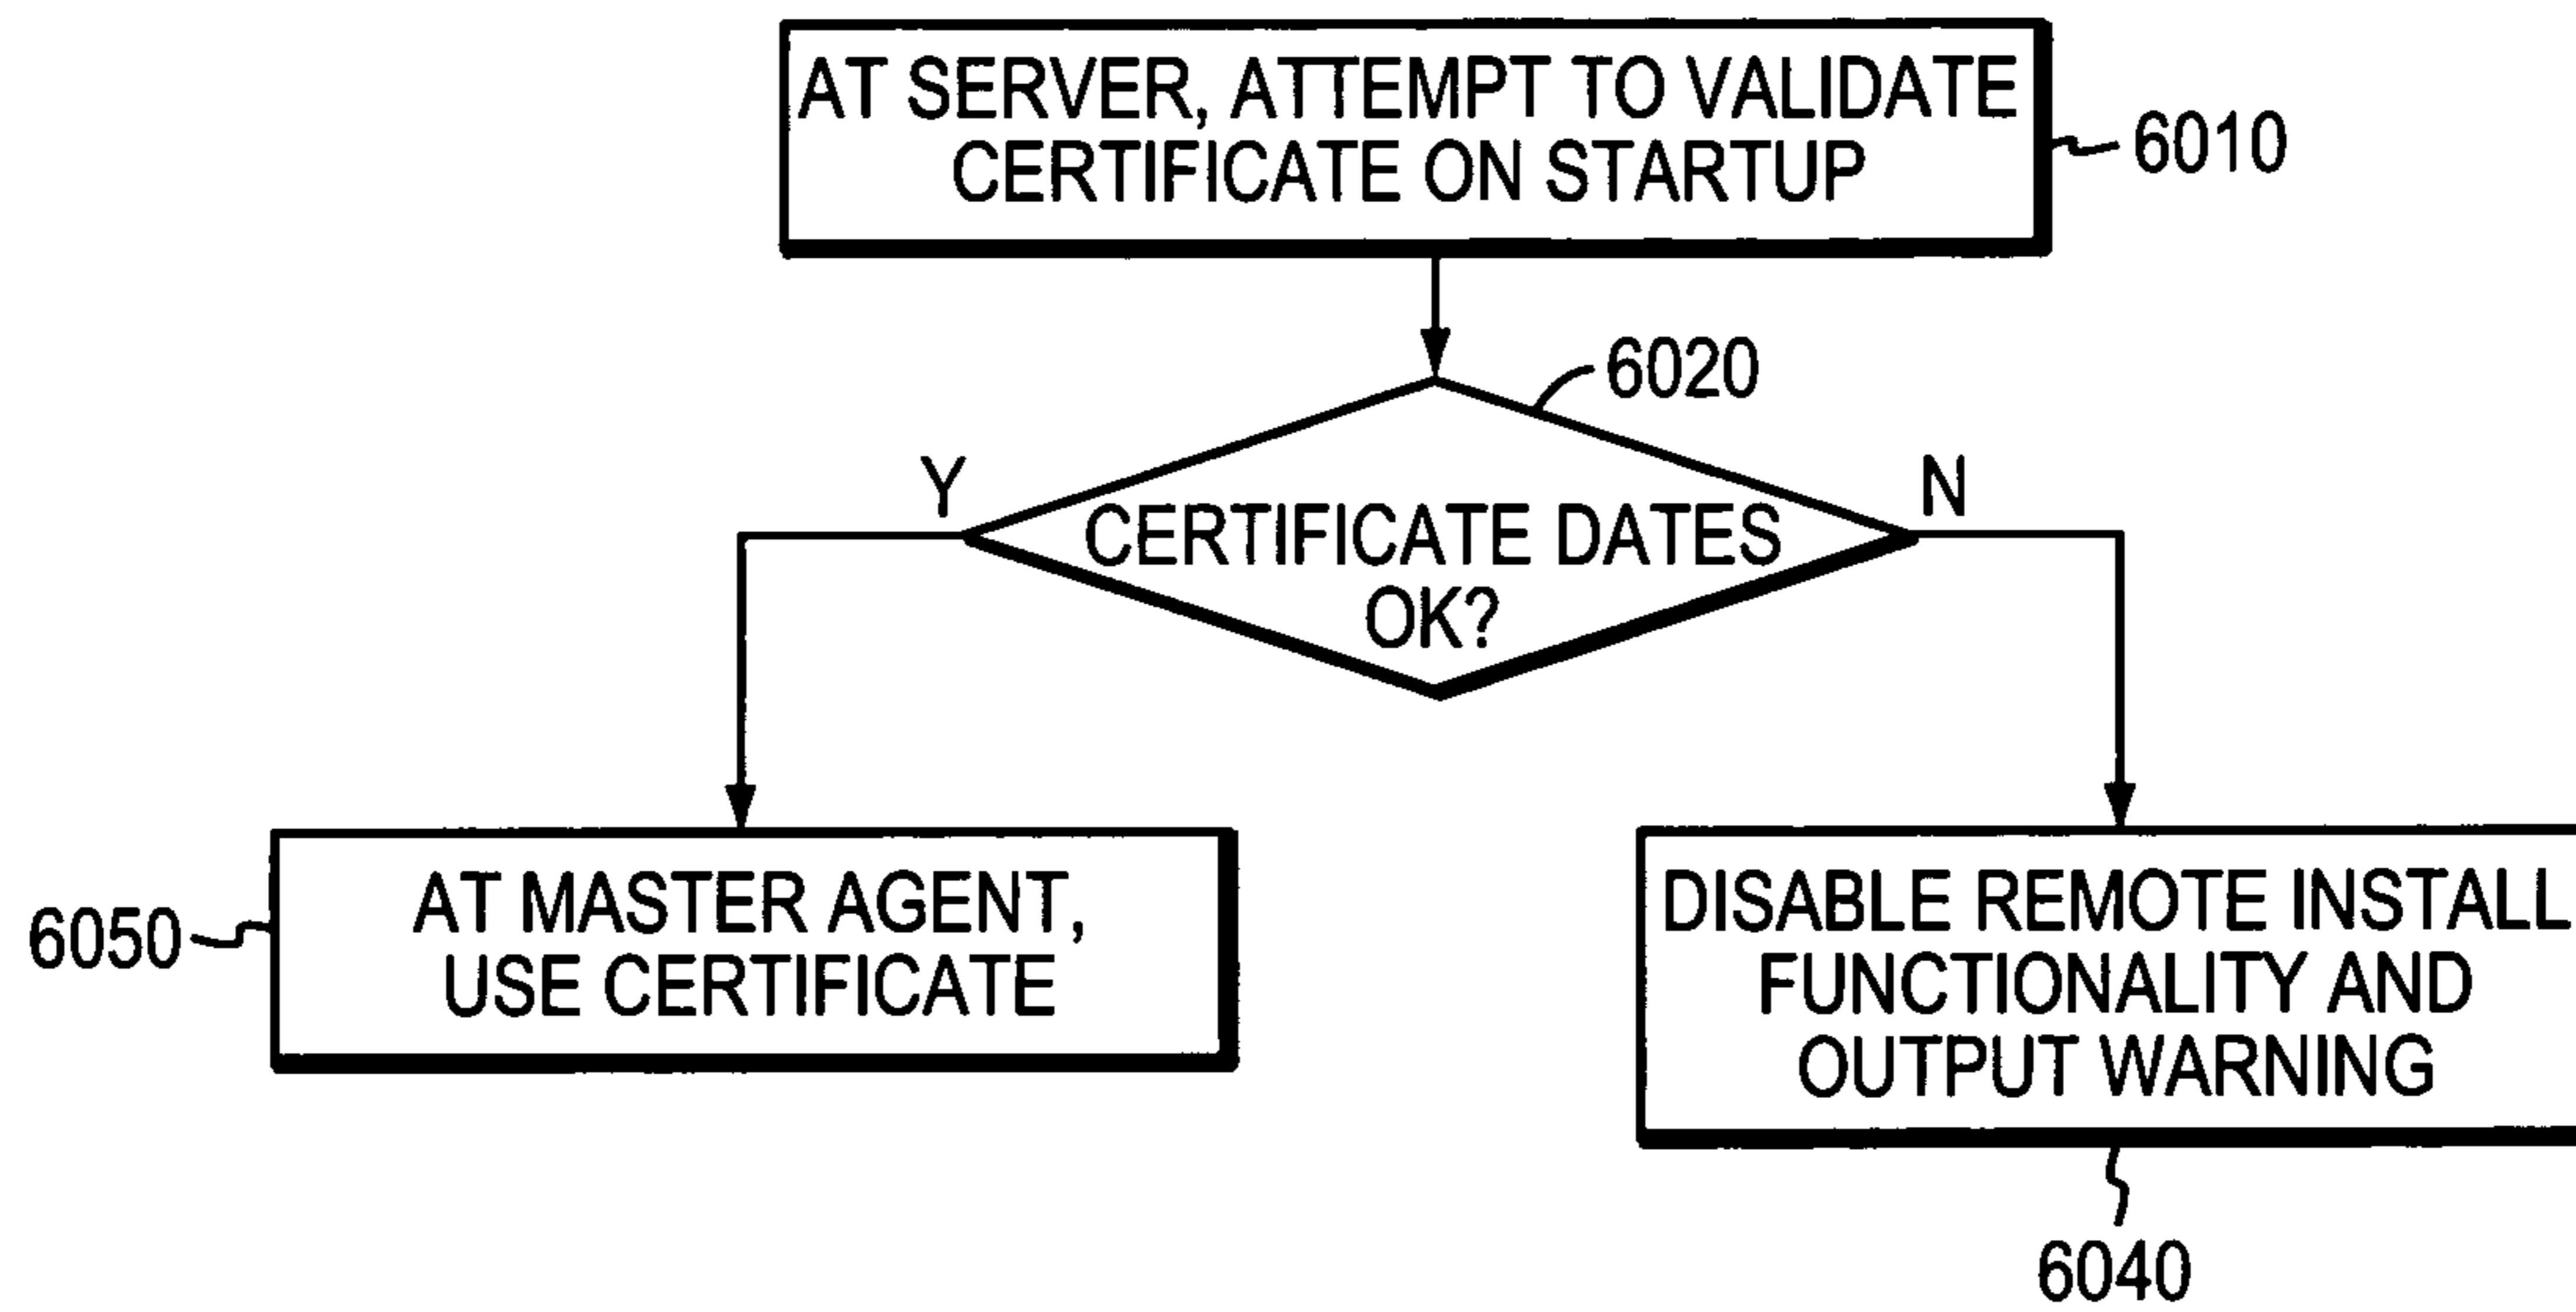 AT SERVER, ATTEMPT TO VALIDATE
CERTIFICATE ON STARTUP
6010
6020
Y
N
CERTIFICATE DATES
OK?
6050
AT MASTER AGENT,
USE CERTIFICATE
DISABLE REMOTE INSTALL
FUNCTIONALITY AND
OUTPUT WARNING
6040